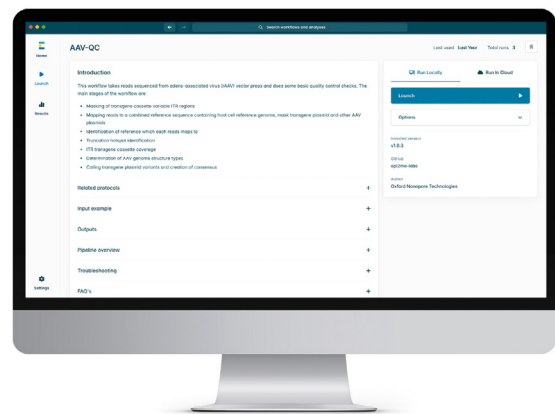 Search workflows and analyses
Home
Launch
Results
Settings
AAV-QC
Last used: Last Year Total runs: 3
Introduction
This workflow takes reads sequenced from adeno-associated virus (rAAV) vector preps and does some basic quality control checks. The
main stages of the workflow are:
Masking of transgene cassette variable ITR regions
Mapping reads to a combined reference sequence containing host cell reference genome, mask transgene plasmid and other AAV
plasmids
Identification of reference which each reads maps to
Truncation hotspot identification
ITR transgene cassette coverage
Determination of AAV genome structure types
Calling transgene plasmid variants and creation of consensus
Related protocols
Input example
Outputs
Pipeline overview
Troubleshooting
FAQ's
Run Locally Run In Cloud
Launch
Options
Installed version
v1.0.3
GitHub
epi2me-labs
Author
Oxford Nanopore Technologies